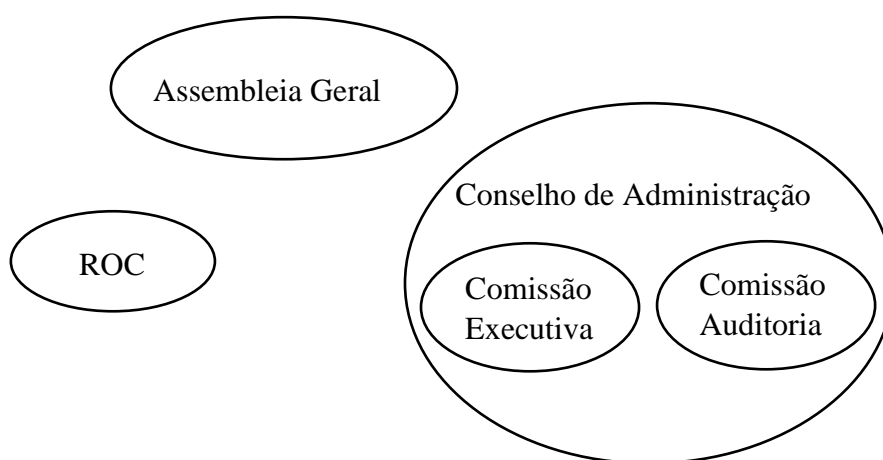 Assembleia Geral
Conselho de Administração
ROC
Comissão
Executiva
Comissão
Auditoria